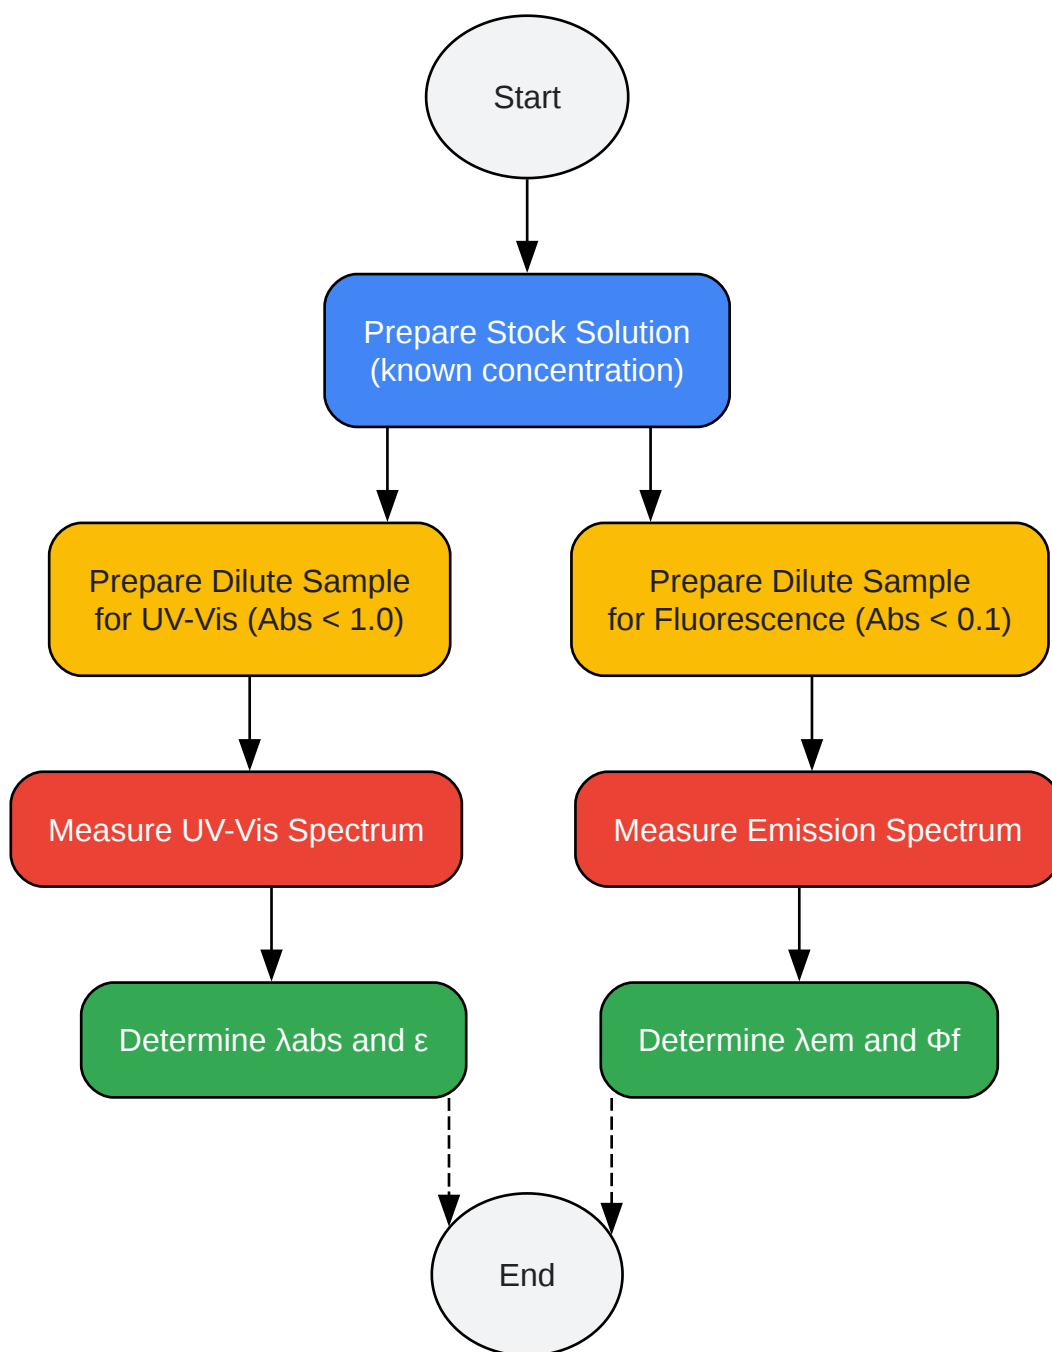 Start
Prepare Stock Solution
(known concentration)
Prepare Dilute Sample
for UV-Vis (Abs < 1.0)
Prepare Dilute Sample
for Fluorescence (Abs < 0.1)
Measure UV-Vis Spectrum
Measure Emission Spectrum
Determine λabs and ε
Determine λem and Φf
End